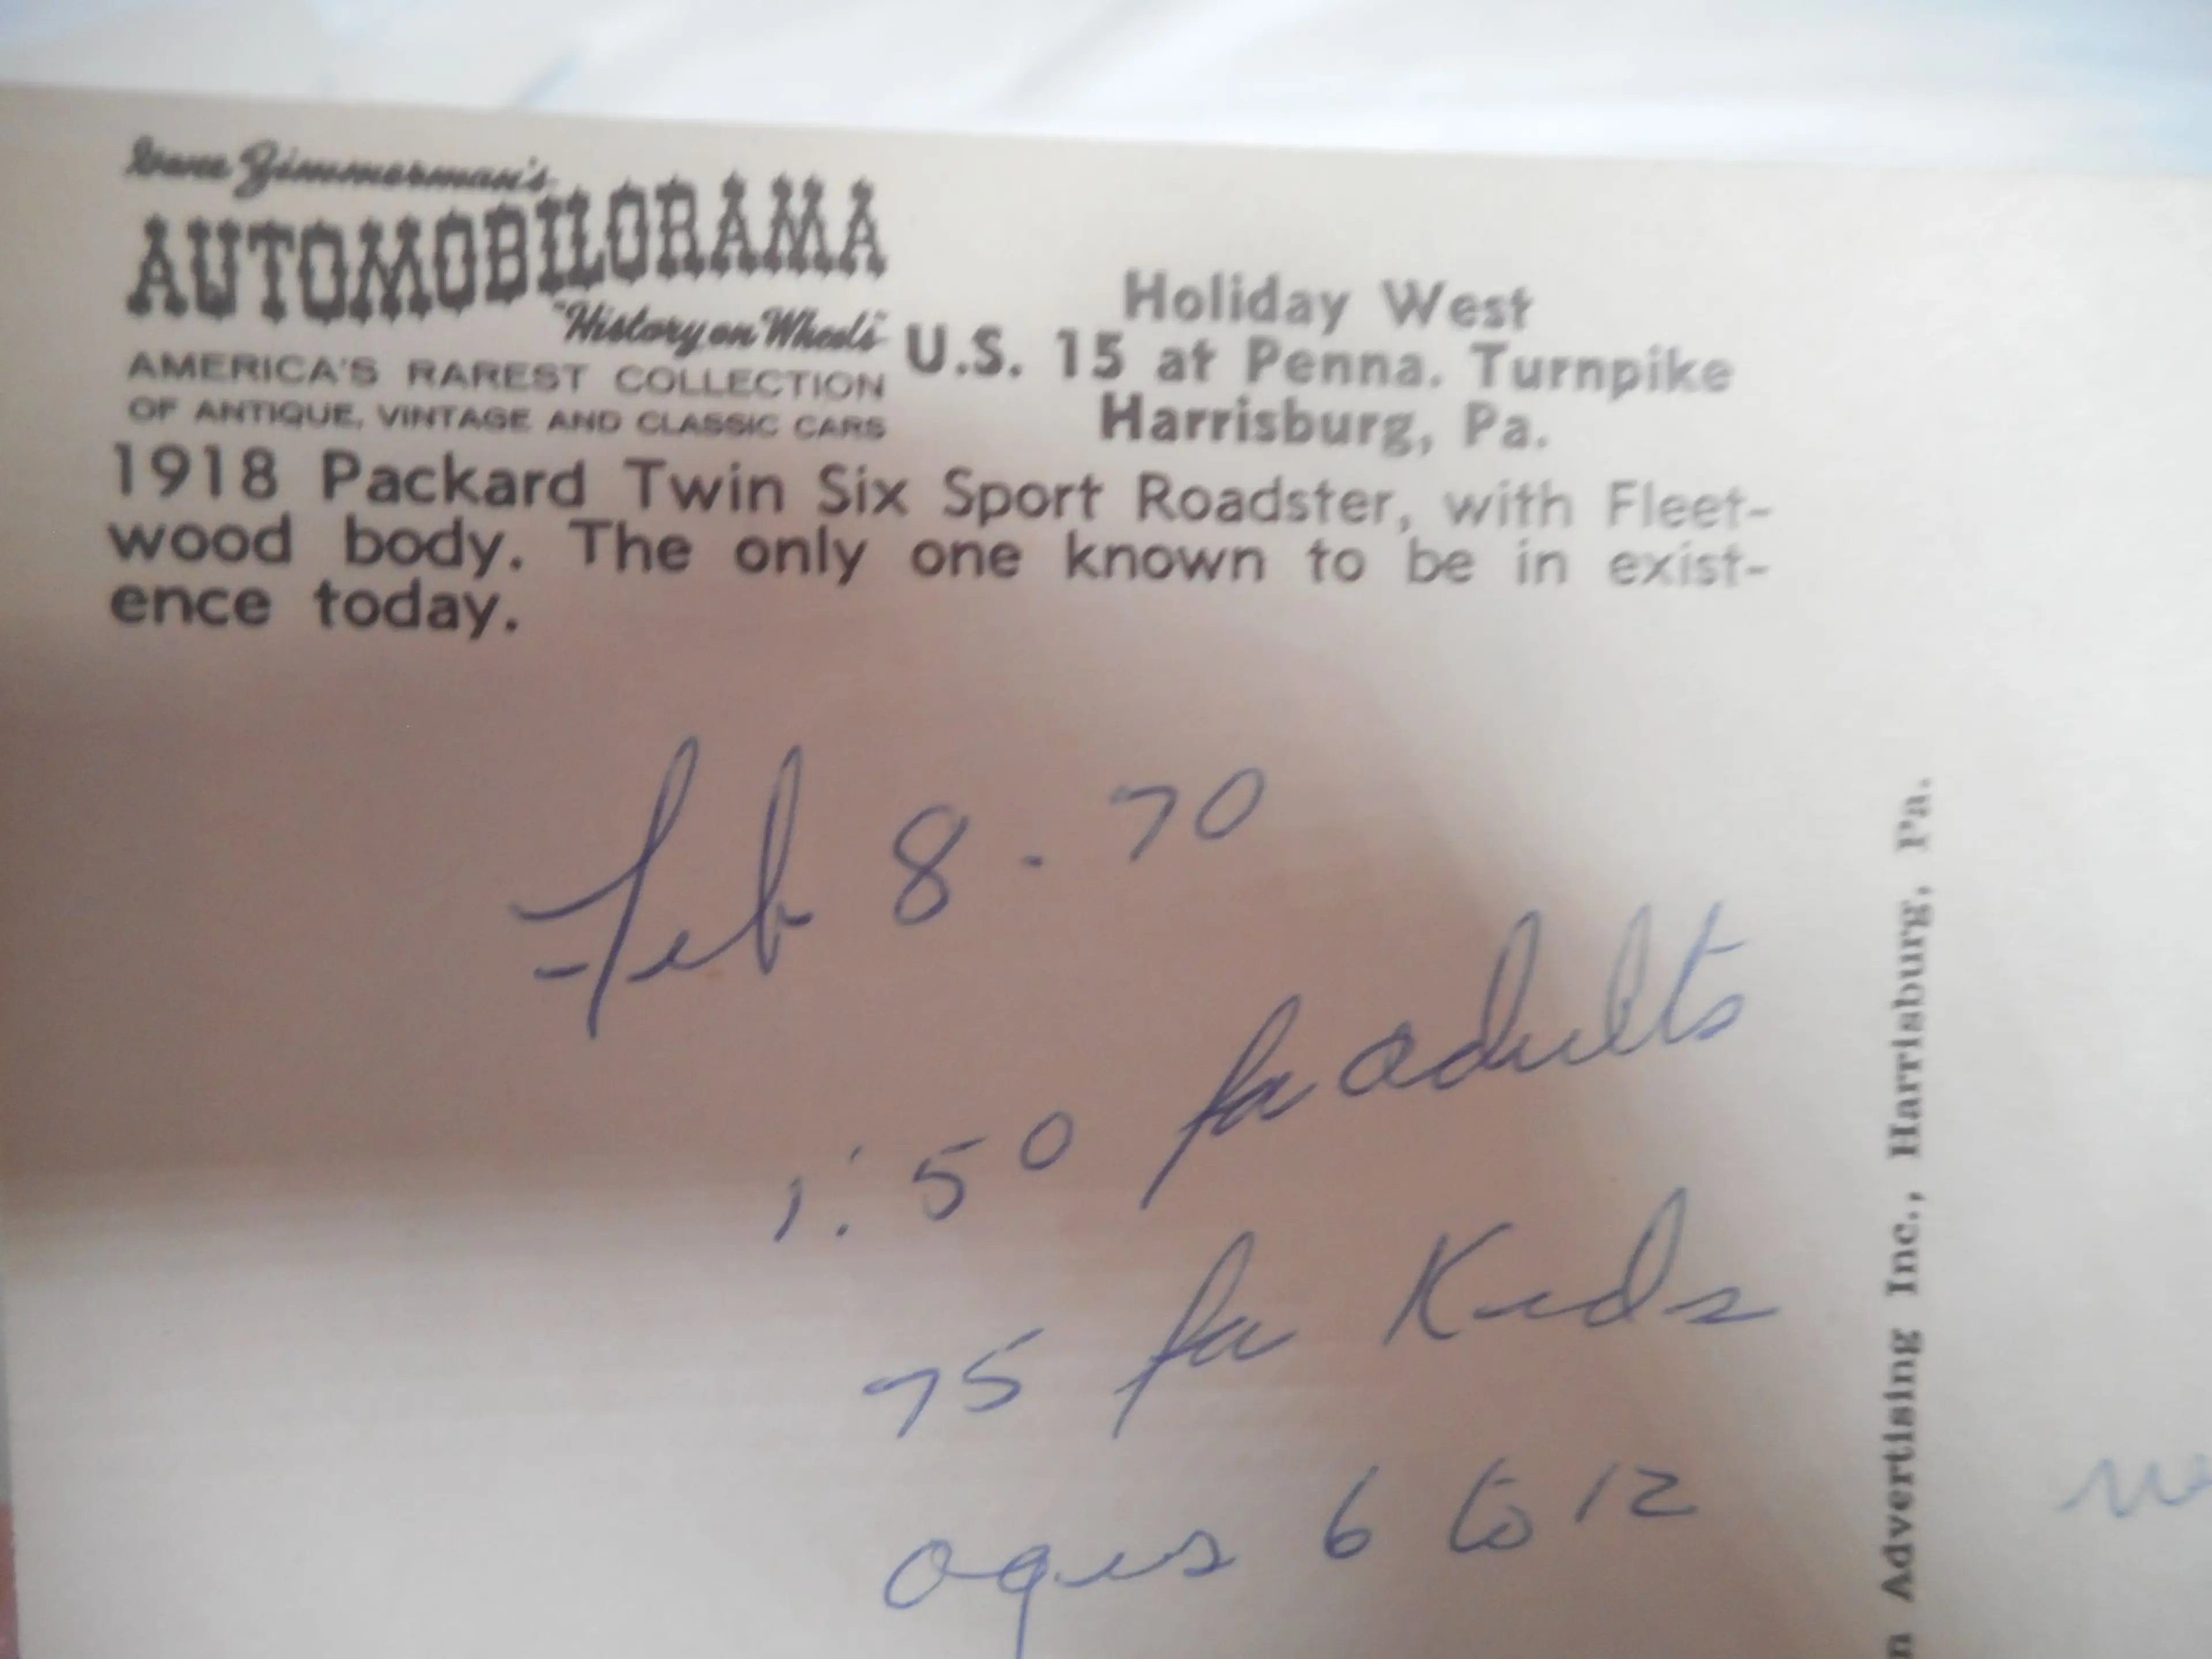 Zimmerman's
AUTOMOBILORAMA
"History on Wheels"
AMERICA'S RAREST COLLECTION
OF ANTIQUE, VINTAGE AND CLASSIC CARS
Holiday West
U.S. 15 at Penna. Turnpike
Harrisburg, Pa.
1918 Packard Twin Six Sport Roadster, with Fleet-
wood body. The only one known to be in exist-
ence today.
Feb 8 - 70
1:50 for adults
75 for Kids
ages 6 to 12
n Advertising Inc., Harrisburg, Pa.